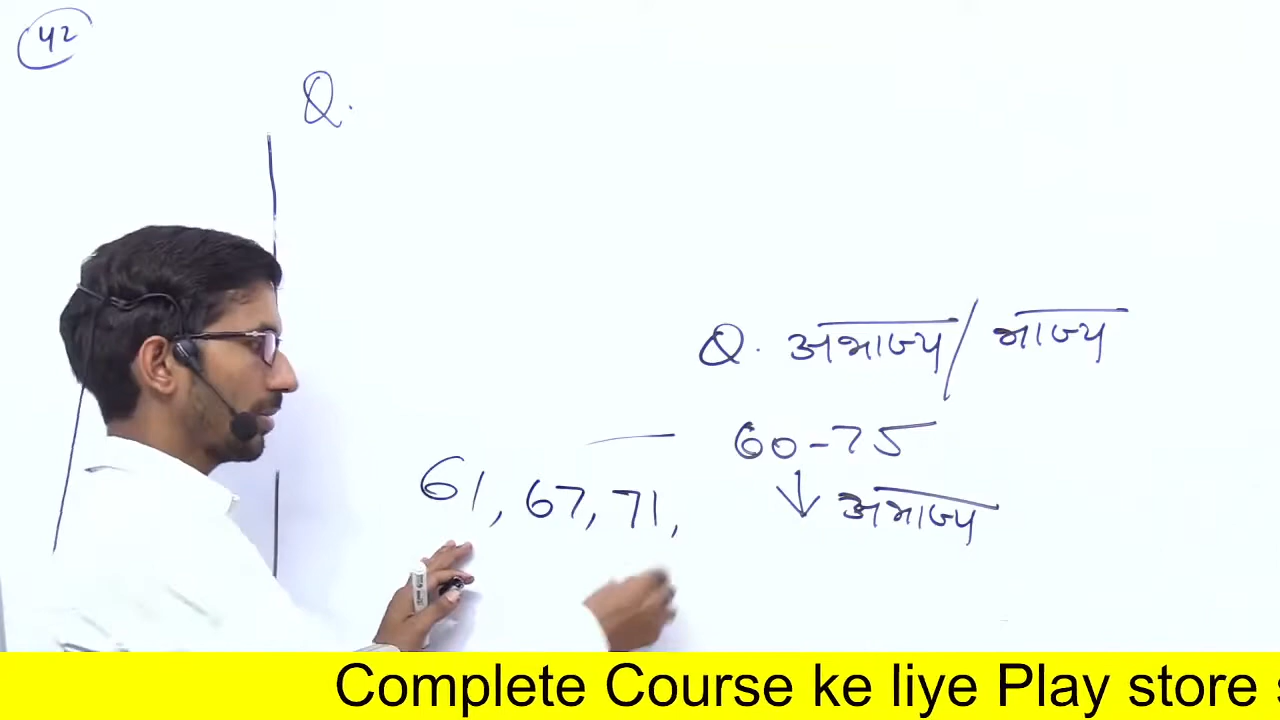 42
Q.
Q. अभाज्य / भाज्य
60-75
61, 67, 71,
अभाज्य
Complete Course ke liye Play store